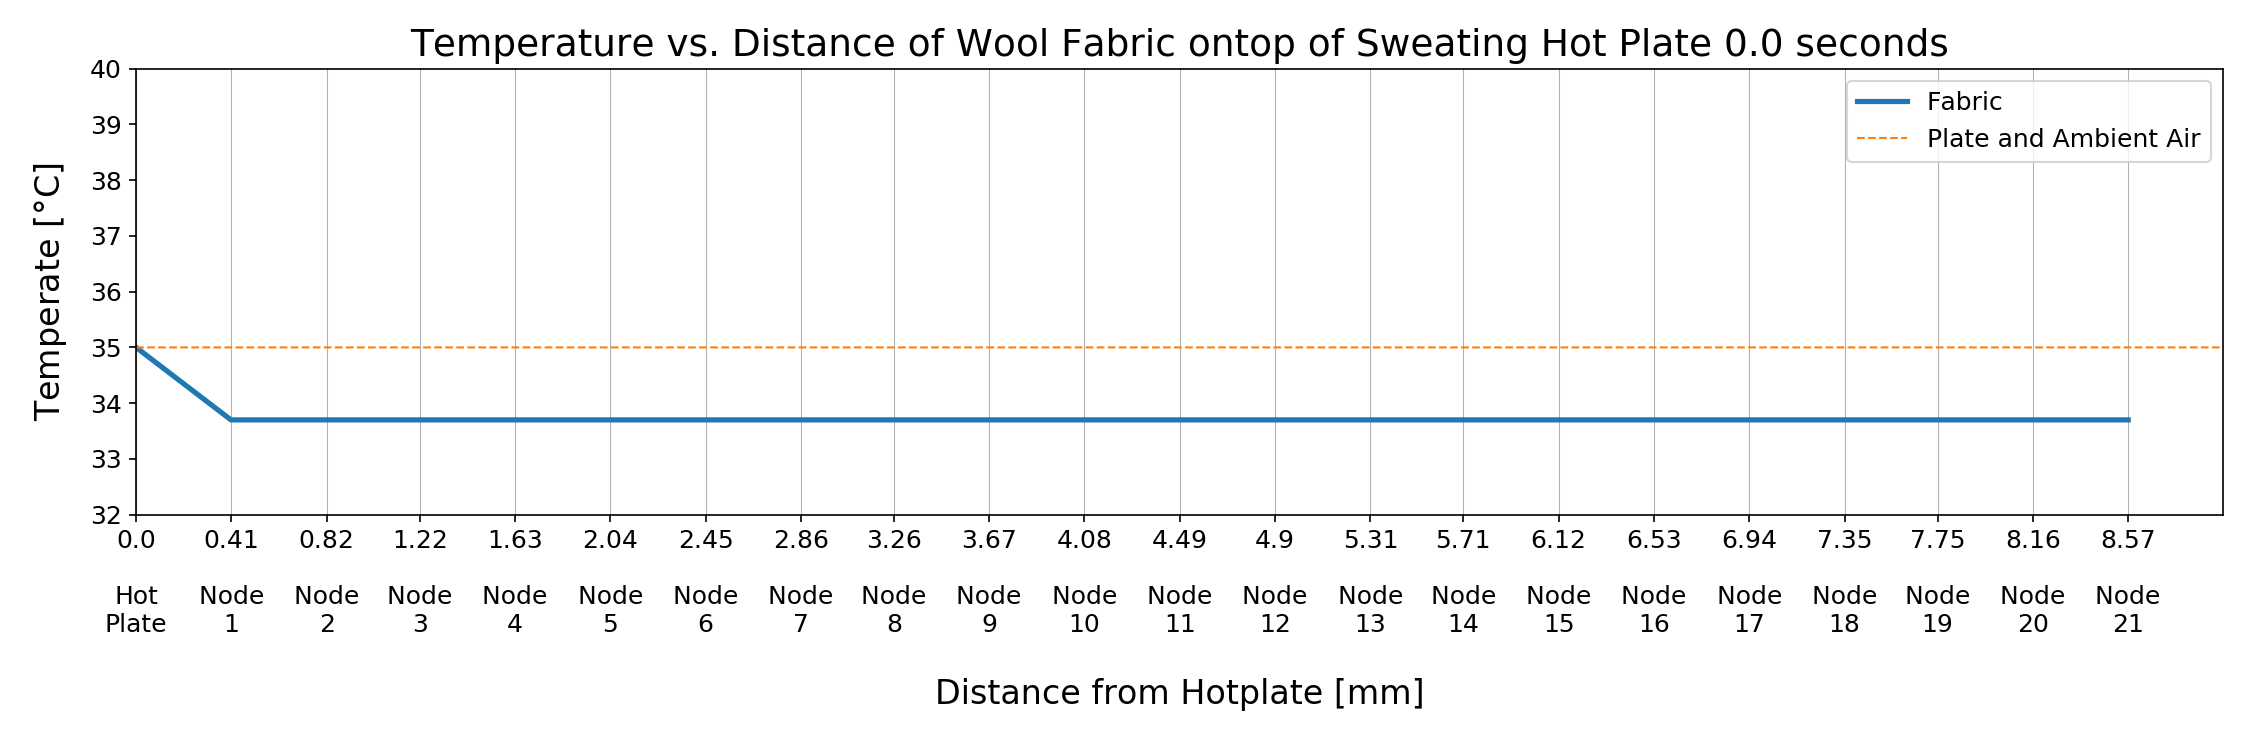 Temperature vs. Distance of Wool Fabric ontop of Sweating Hot Plate 0.0 seconds
Temperate [°C]
40
39
38
37
36
35
34
33
32
Fabric
Plate and Ambient Air
0.0 0.41 0.82 1.22 1.63 2.04 2.45 2.86 3.26 3.67 4.08 4.49 4.9 5.31 5.71 6.12 6.53 6.94 7.35 7.75 8.16 8.57
Hot Node Node Node Node Node Node Node Node Node Node Node Node Node Node Node Node Node Node Node Node Node
Plate 1 2 3 4 5 6 7 8 9 10 11 12 13 14 15 16 17 18 19 20 21
Distance from Hotplate [mm]